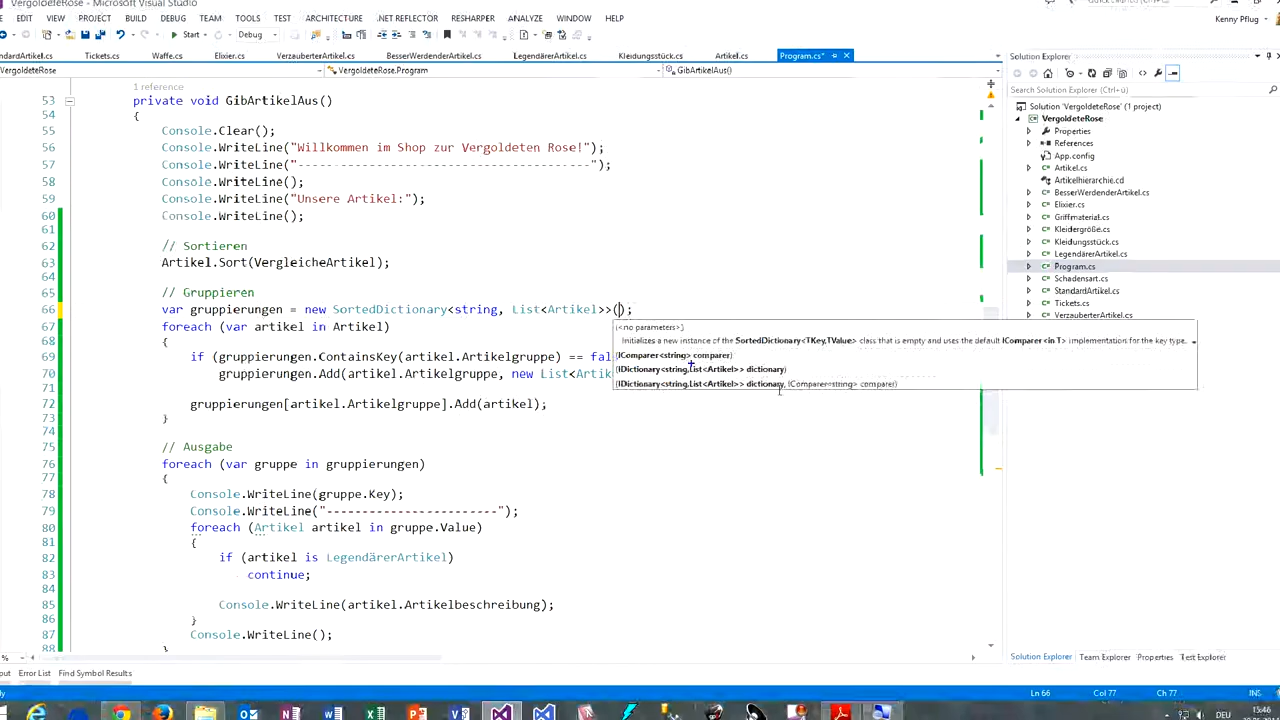 VergoldeteRose - Microsoft Visual Studio
EDIT VIEW PROJECT BUILD DEBUG TEAM TOOLS TEST ARCHITECTURE .NET REFLECTOR RESHARPER ANALYZE WINDOW HELP
Kenny Pflug
Start Debug
ndardArtikel.cs Tickets.cs Waffe.cs Elixier.cs VerzauberterArtikel.cs BesserWerdenderArtikel.cs LegendärerArtikel.cs Kleidungsstück.cs Artikel.cs Program.cs*
VergoldeteRose VergoldeteRose.Program GibArtikelAus()
1 reference
53 private void GibArtikelAus()
54 {
55 Console.Clear();
56 Console.WriteLine("Willkommen im Shop zur Vergoldeten Rose!");
57 Console.WriteLine("-------------------------------------");
58 Console.WriteLine();
59 Console.WriteLine("Unsere Artikel:");
60 Console.WriteLine();
61
62 // Sortieren
63 Artikel.Sort(VergleicheArtikel);
64
65 // Gruppieren
66 var gruppierungen = new SortedDictionary<string, List<Artikel>>();
67 foreach (var artikel in Artikel)
68 {
69 if (gruppierungen.ContainsKey(artikel.Artikelgruppe) == fal
70 gruppierungen.Add(artikel.Artikelgruppe, new List<Artik
71
72 gruppierungen[artikel.Artikelgruppe].Add(artikel);
73 }
74
75 // Ausgabe
76 foreach (var gruppe in gruppierungen)
77 {
78 Console.WriteLine(gruppe.Key);
79 Console.WriteLine("------------------------");
80 foreach (Artikel artikel in gruppe.Value)
81 {
82 if (artikel is LegendärerArtikel)
83 continue;
84
85 Console.WriteLine(artikel.Artikelbeschreibung);
86 }
87 Console.WriteLine();
88 }
(<no parameters>)
Initializes a new instance of the SortedDictionary<TKey,TValue> class that is empty and uses the default IComparer<in T> implementation for the key type.
(IComparer<string> comparer)
(IDictionary<string,List<Artikel>> dictionary)
(IDictionary<string,List<Artikel>> dictionary, IComparer<string> comparer)
Solution Explorer
Search Solution Explorer (Ctrl+ü)
Solution 'VergoldeteRose' (1 project)
VergoldeteRose
Properties
References
App.config
Artikel.cs
Artikelhierarchie.cd
BesserWerdenderArtikel.cs
Elixier.cs
Griffmaterial.cs
Kleidergröße.cs
Kleidungsstück.cs
LegendärerArtikel.cs
Program.cs
Schadensart.cs
StandardArtikel.cs
Tickets.cs
VerzauberterArtikel.cs
Solution Explorer Team Explorer Properties Test Explorer
%
put Error List Find Symbol Results
dy Ln 66 Col 77 Ch 77 INS
DEU 15:46